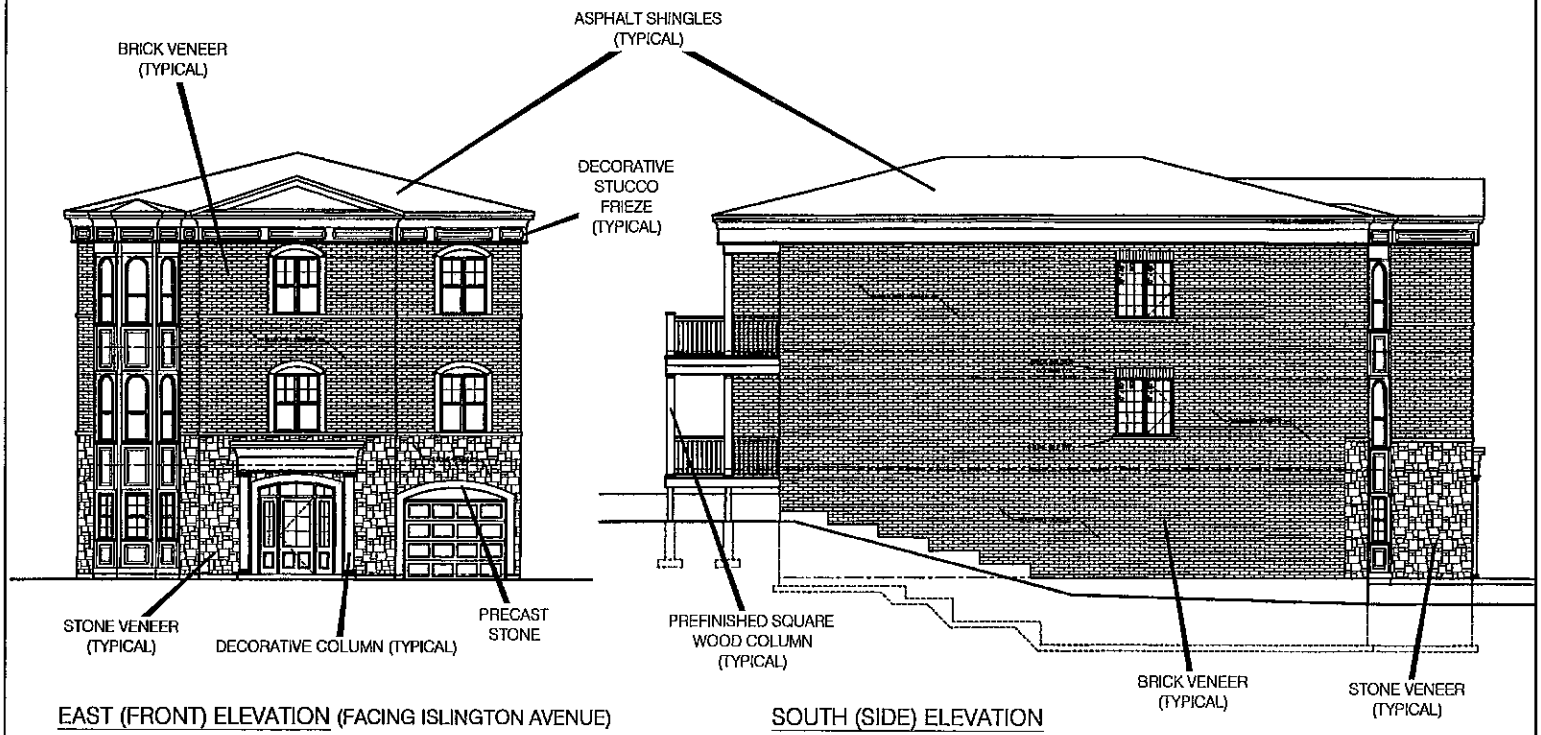 ASPHALT SHINGLES
(TYPICAL)
BRICK VENEER
(TYPICAL)
DECORATIVE
STUCCO
FRIEZE
(TYPICAL)
STONE VENEER
(TYPICAL)
DECORATIVE COLUMN (TYPICAL)
PRECAST
STONE
PREFINISHED SQUARE
WOOD COLUMN
(TYPICAL)
BRICK VENEER
(TYPICAL)
STONE VENEER
(TYPICAL)
EAST (FRONT) ELEVATION (FACING ISLINGTON AVENUE)
SOUTH (SIDE) ELEVATION